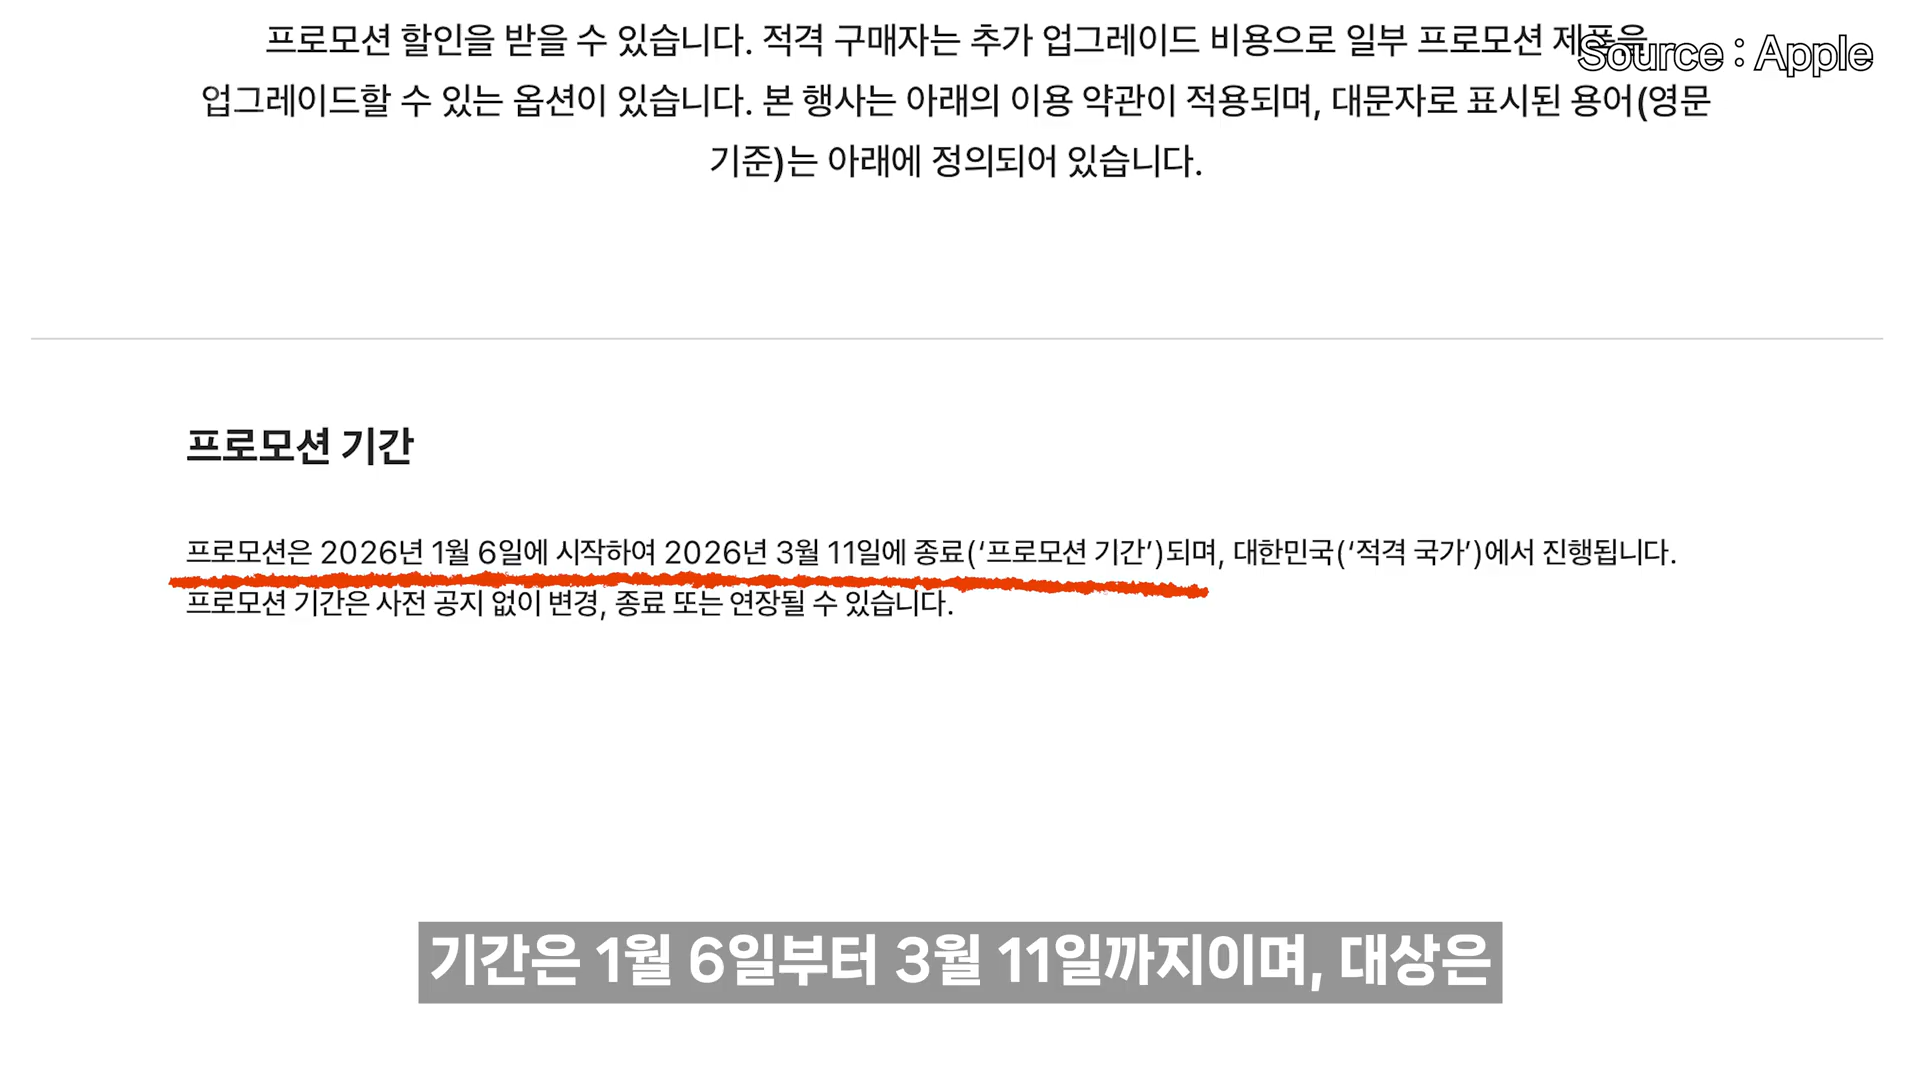 프로모션 할인을 받을 수 있습니다. 적격 구매자는 추가 업그레이드 비용으로 일부 프로모션 제품을
Source : Apple
업그레이드할 수 있는 옵션이 있습니다. 본 행사는 아래의 이용 약관이 적용되며, 대문자로 표시된 용어(영문
기준)는 아래에 정의되어 있습니다.
프로모션 기간
프로모션은 2026년 1월 6일에 시작하여 2026년 3월 11일에 종료(‘프로모션 기간’)되며, 대한민국(‘적격 국가’)에서 진행됩니다.
프로모션 기간은 사전 공지 없이 변경, 종료 또는 연장될 수 있습니다.
기간은 1월 6일부터 3월 11일까지이며, 대상은